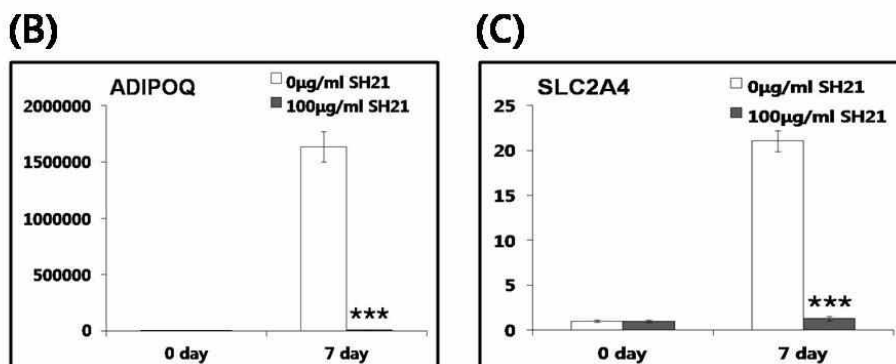 (B)
ADIPOQ
0µg/ml SH21
100µg/ml SH21
2000000
1500000
1000000
500000
0
***
0 day
7 day
(C)
SLC2A4
0µg/ml SH21
100µg/ml SH21
25
20
15
10
5
0
***
0 day
7 day